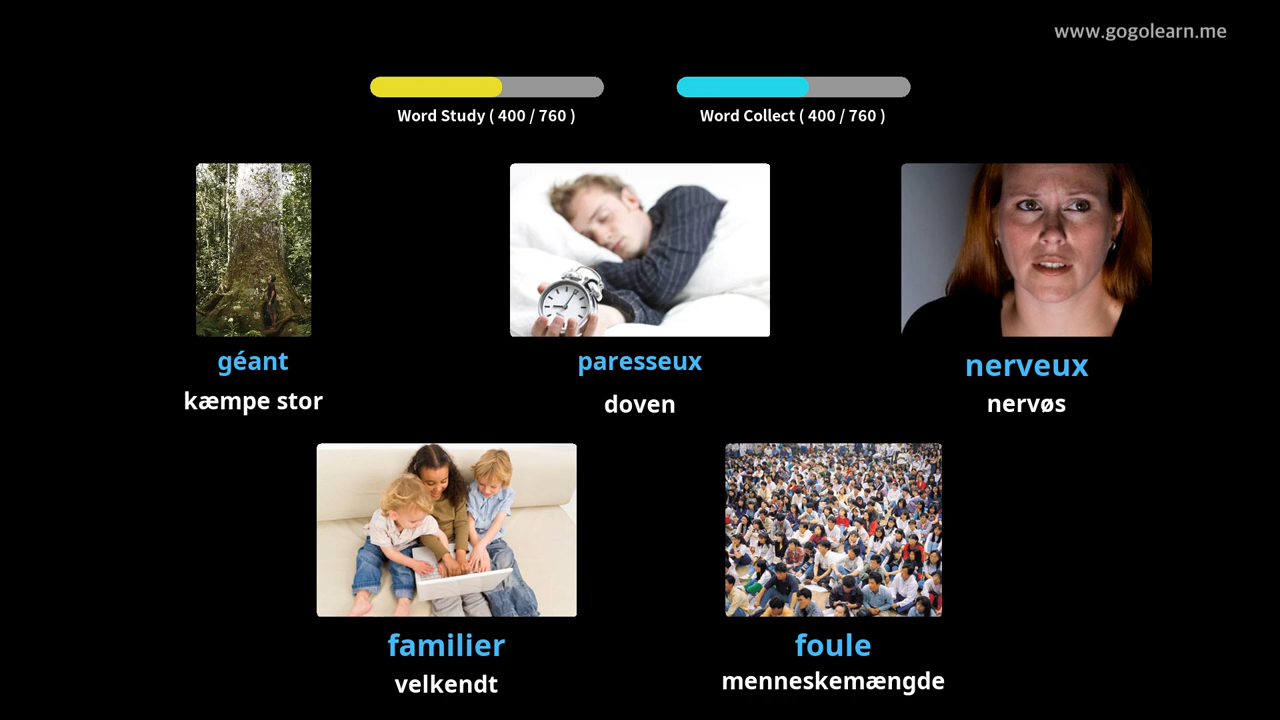 www.gogolearn.me
Word Study ( 400 / 760 )
Word Collect ( 400 / 760 )
géant
paresseux
nerveux
kæmpe stor
doven
nervøs
familier
foule
velkendt
menneskemængde